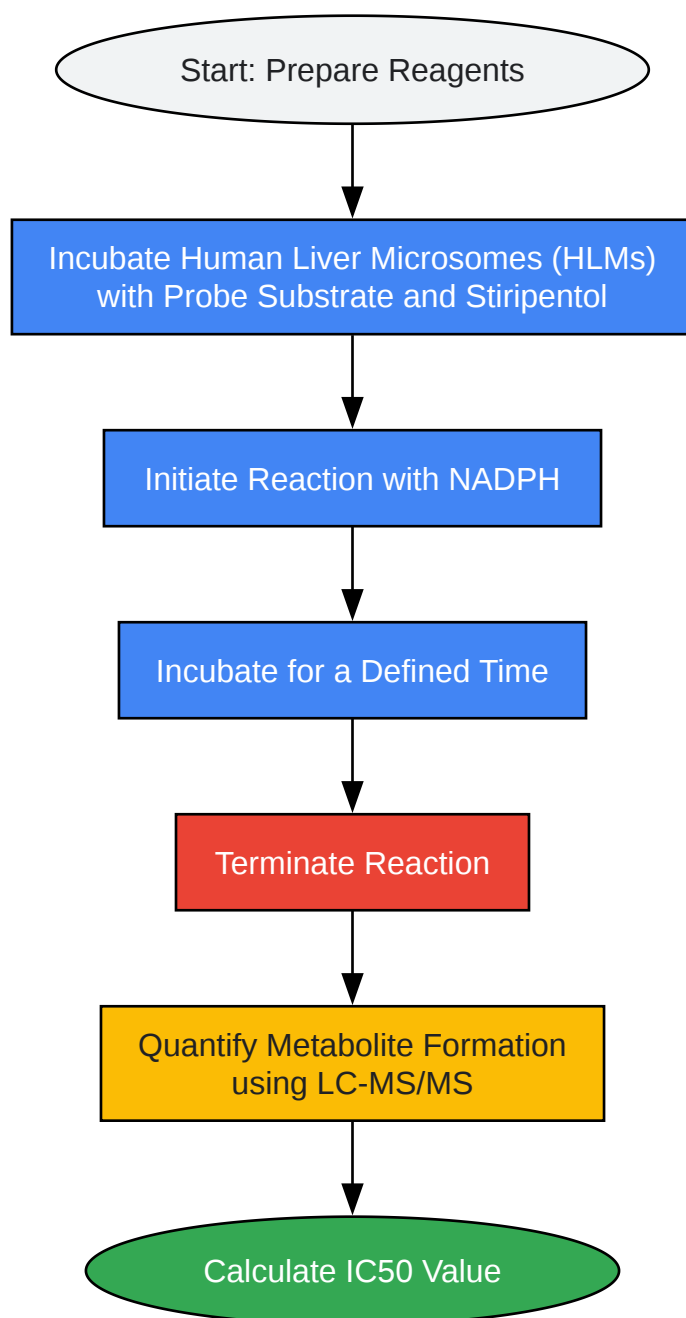 Start: Prepare Reagents
Incubate Human Liver Microsomes (HLMs)
with Probe Substrate and Stiripentol
Initiate Reaction with NADPH
Incubate for a Defined Time
Terminate Reaction
Quantify Metabolite Formation
using LC-MS/MS
Calculate IC50 Value